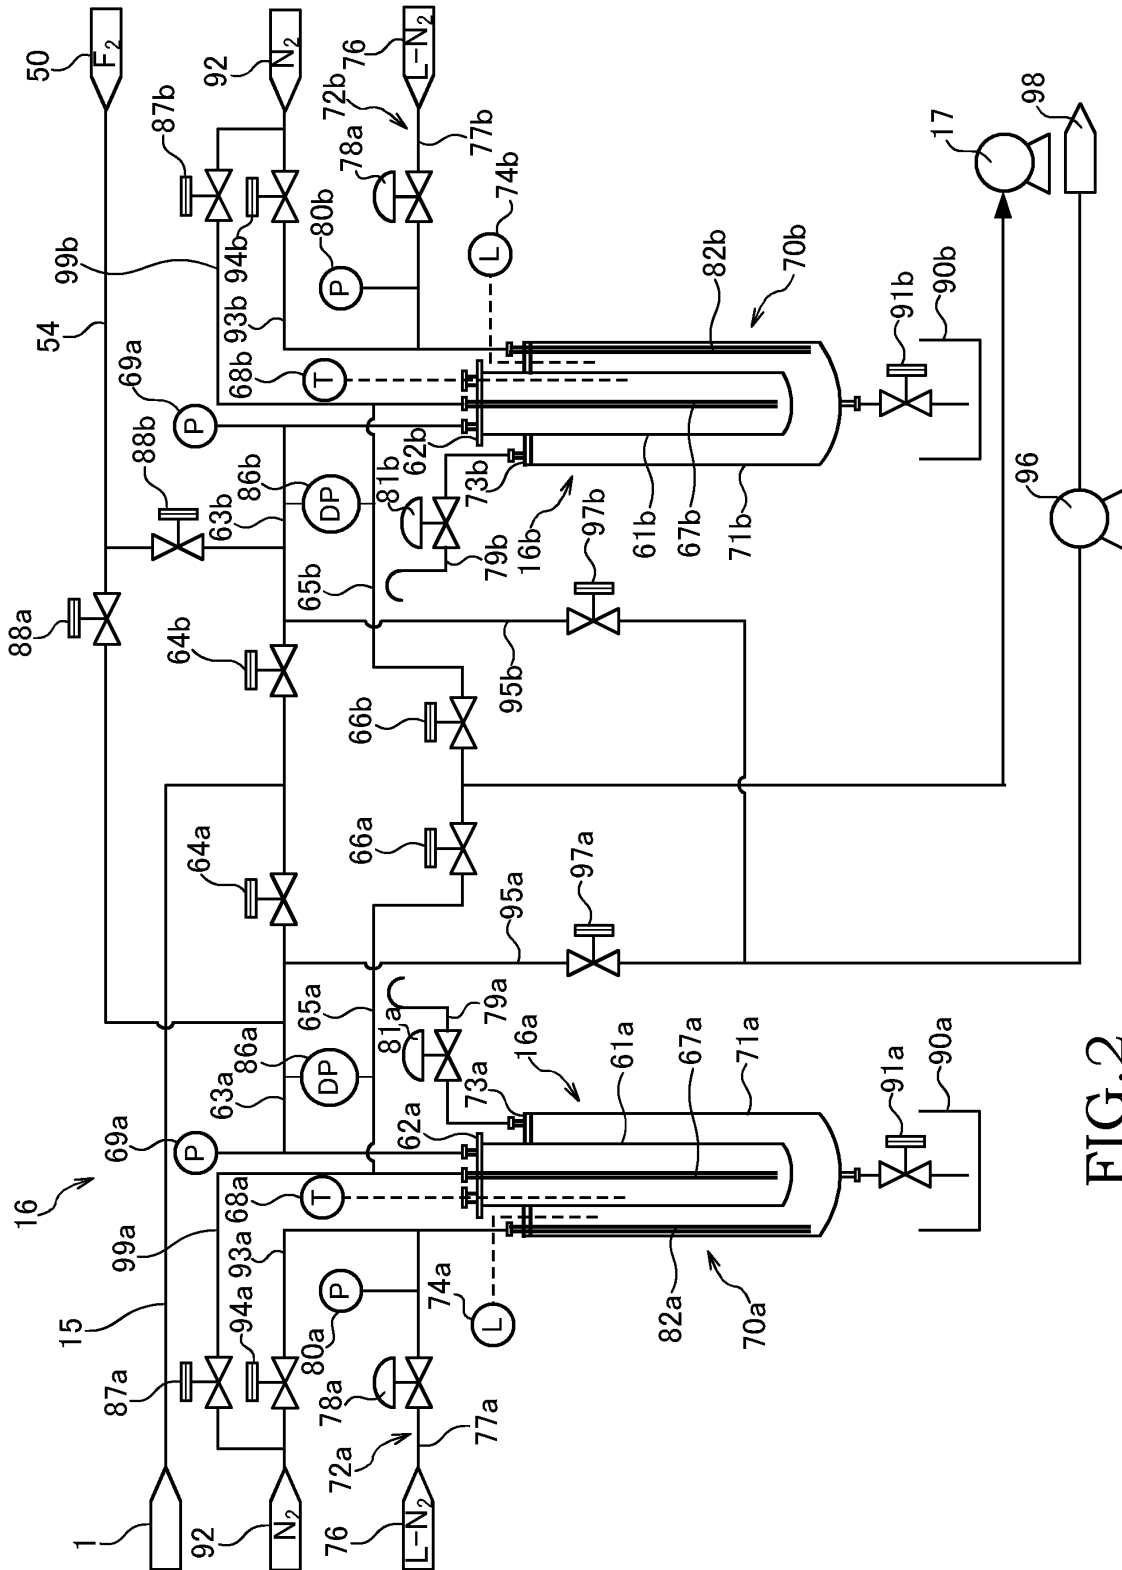 50
F2
92
N2
76
L-N2
87b
72b
78a
77b
99b
94b
80b
74b
L
P
54
93b
69a
68b
T
P
82b
70b
17
98
88b
86b
DP
62b
81b
73b
63b
79b
16b
61b
67b
71b
91b
90b
96
88a
64b
65b
97b
66b
95b
64a
66a
97a
95a
65a
79a
81a
86a
DP
63a
73a
16a
61a
67a
71a
91a
90a
62a
69a
P
16
68a
T
99a
93a
74a
L
82a
70a
15
94a
P
80a
87a
78a
77a
72a
1
92
N2
76
L-N2
FIG.2